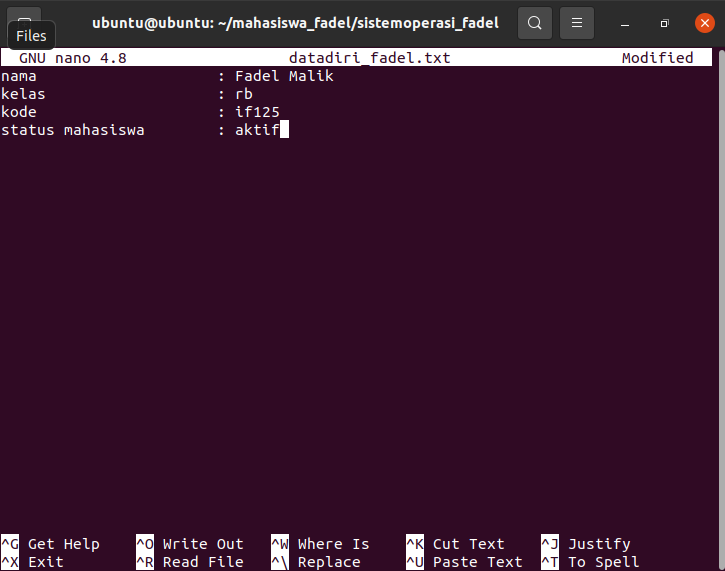 ubuntu@ubuntu: ~/mahasiswa_fadel/sistemoperasi_fadel
Files
GNU nano 4.8 datadiri_fadel.txt Modified
nama : Fadel Malik
kelas : rb
kode : if125
status mahasiswa : aktif
^G Get Help ^O Write Out ^W Where Is ^K Cut Text ^J Justify
^X Exit ^R Read File ^\ Replace ^U Paste Text ^T To Spell